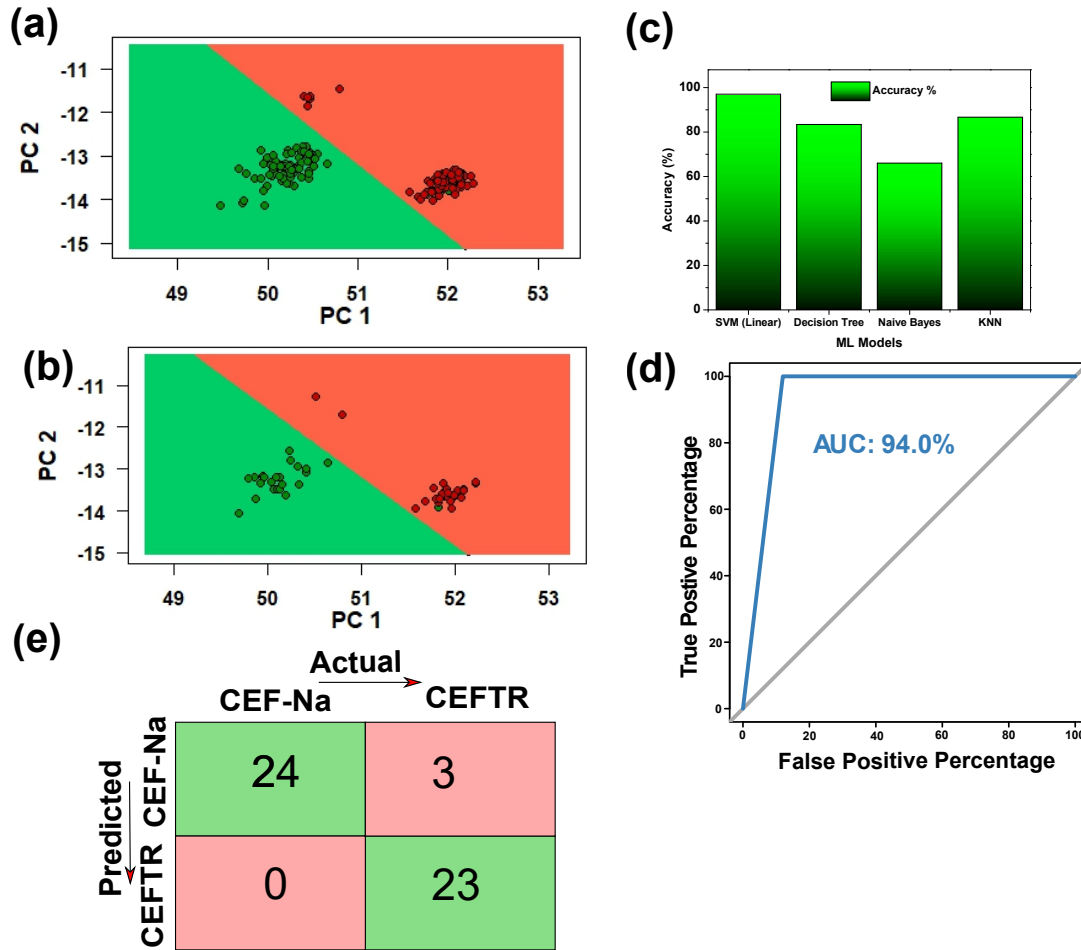 (a)
-11
-12
-13
-14
-15
PC 2
49 50 51 52 53
PC 1
(b)
-11
-12
-13
-14
-15
PC 2
49 50 51 52 53
PC 1
(c)
100
80
60
40
20
0
Accuracy (%)
Accuracy %
SVM (Linear) Decision Tree Naive Bayes KNN
ML Models
(d)
100
80
60
40
20
0
True Postive Percentage
AUC: 94.0%
0 20 40 60 80 100
False Positive Percentage
(e)
Actual
CEF-Na CEFTR
Predicted
CEF-Na
CEFTR
24 3
0 23